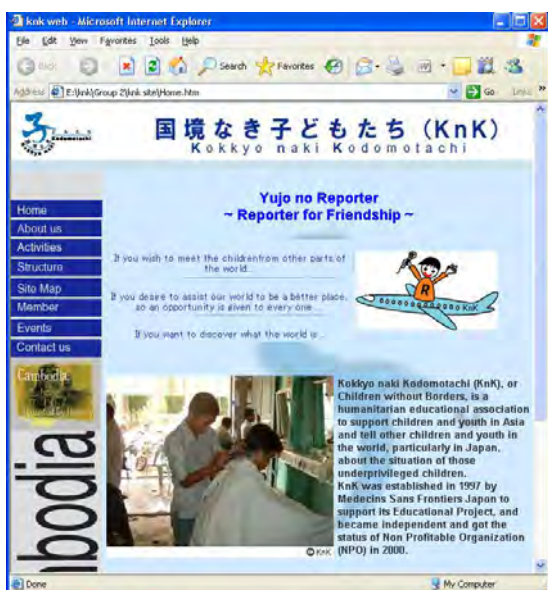 knk web - Microsoft Internet Explorer
File Edit View Favorites Tools Help
Back Search Favorites
Address E:\knk\Group 2\knk site\Home.htm Go Links »
国境なき子どもたち (KnK)
Kokkyo naki Kodomotachi
Yujo no Reporter
~ Reporter for Friendship ~
Home
About us
Activities
Structure
Site Map
Member
Events
Contact us
If you wish to meet the childrenfrom other parts of
the world...
If you desire to assist our world to be a better place,
so an opportunity is given to every one ...
If you want to discover what the world is ...
R
KnK
Cambodia
bodia
Kokkyo naki Kodomotachi (KnK), or
Children without Borders, is a
humanitarian educational association
to support children and youth in Asia
and tell other children and youth in
the world, particularly in Japan,
about the situation of those
underprivileged children.
KnK was established in 1997 by
Medecins Sans Frontiers Japan to
support its Educational Project, and
became independent and got the
status of Non Profitable Organization
(NPO) in 2000.
© KnK
Done My Computer